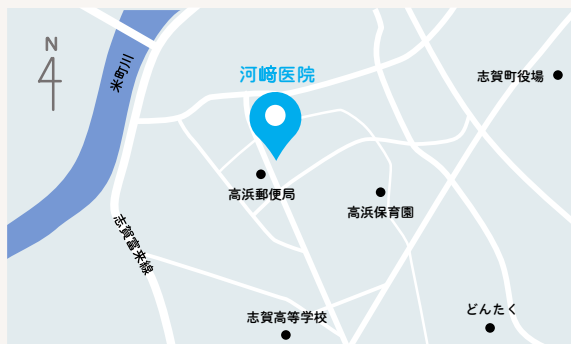 N
米町川
河﨑医院
志賀町役場
高浜郵便局
高浜保育園
志賀富来線
志賀高等学校
どんたく